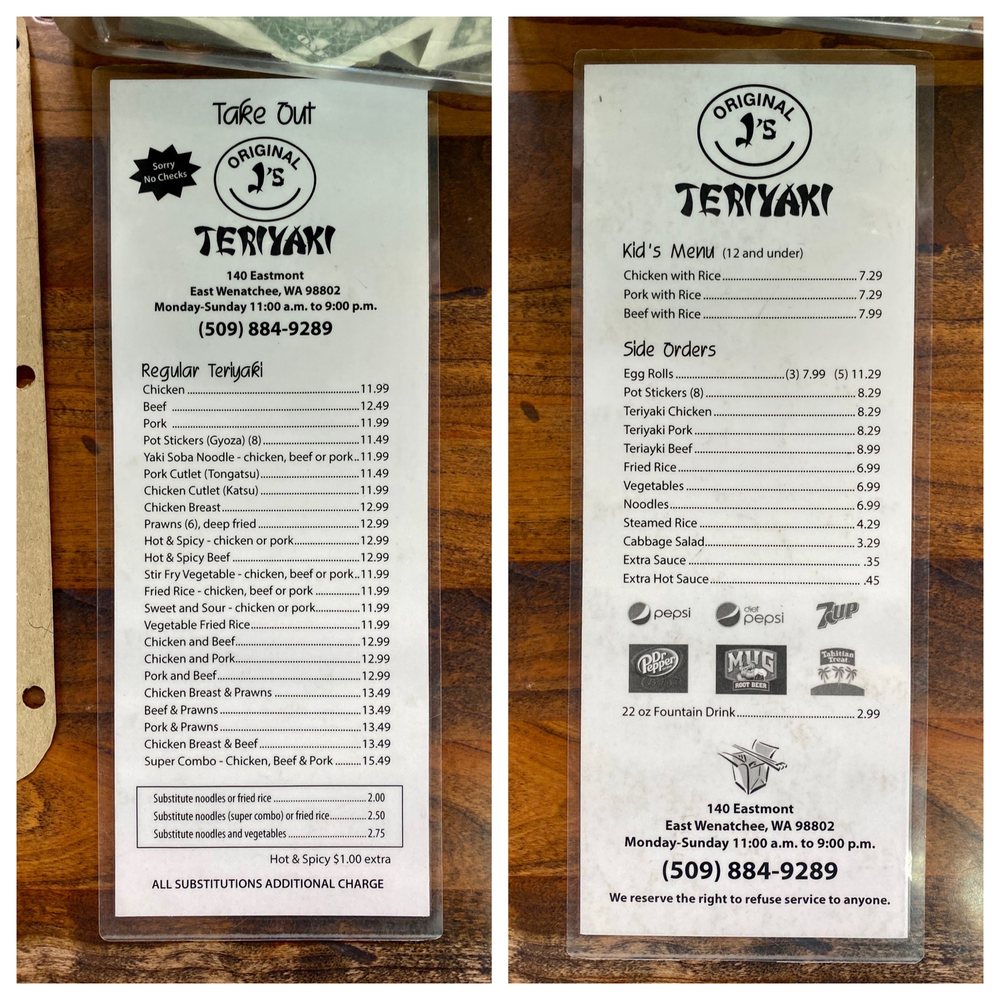 Take Out
Sorry
No Checks
ORIGINAL
J's
TERIYAKI
140 Eastmont
East Wenatchee, WA 98802
Monday-Sunday 11:00 a.m. to 9:00 p.m.
(509) 884-9289
Regular Teriyaki
Chicken 11.99
Beef 12.49
Pork 11.99
Pot Stickers (Gyoza) (8) 11.49
Yaki Soba Noodle - chicken, beef or pork 11.99
Pork Cutlet (Tongatsu) 11.49
Chicken Cutlet (Katsu) 11.99
Chicken Breast 12.99
Prawns (6), deep fried 12.99
Hot & Spicy - chicken or pork 12.99
Hot & Spicy Beef 12.99
Stir Fry Vegetable - chicken, beef or pork 11.99
Fried Rice - chicken, beef or pork 11.99
Sweet and Sour - chicken or pork 11.99
Vegetable Fried Rice 11.99
Chicken and Beef 12.99
Chicken and Pork 12.99
Pork and Beef 12.99
Chicken Breast & Prawns 13.49
Beef & Prawns 13.49
Pork & Prawns 13.49
Chicken Breast & Beef 13.49
Super Combo - Chicken, Beef & Pork 15.49
Substitute noodles or fried rice 2.00
Substitute noodles (super combo) or fried rice 2.50
Substitute noodles and vegetables 2.75
Hot & Spicy $1.00 extra
ALL SUBSTITUTIONS ADDITIONAL CHARGE
ORIGINAL
J's
TERIYAKI
Kid's Menu (12 and under)
Chicken with Rice 7.29
Pork with Rice 7.29
Beef with Rice 7.99
Side Orders
Egg Rolls (3) 7.99 (5) 11.29
Pot Stickers (8) 8.29
Teriyaki Chicken 8.29
Teriyaki Pork 8.29
Teriayki Beef 8.99
Fried Rice 6.99
Vegetables 6.99
Noodles 6.99
Steamed Rice 4.29
Cabbage Salad 3.29
Extra Sauce .35
Extra Hot Sauce .45
pepsi
diet pepsi
7UP
Dr Pepper
MUG ROOT BEER
Tahitian Treat
22 oz Fountain Drink 2.99
140 Eastmont
East Wenatchee, WA 98802
Monday-Sunday 11:00 a.m. to 9:00 p.m.
(509) 884-9289
We reserve the right to refuse service to anyone.